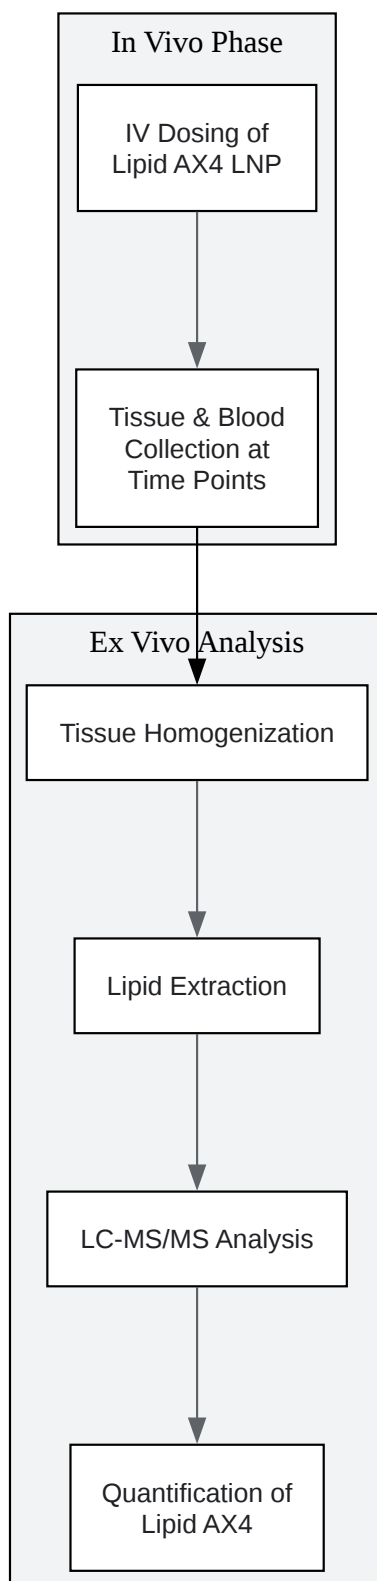 In Vivo Phase
IV Dosing of
Lipid AX4 LNP
Tissue & Blood
Collection at
Time Points
Ex Vivo Analysis
Tissue Homogenization
Lipid Extraction
LC-MS/MS Analysis
Quantification of
Lipid AX4